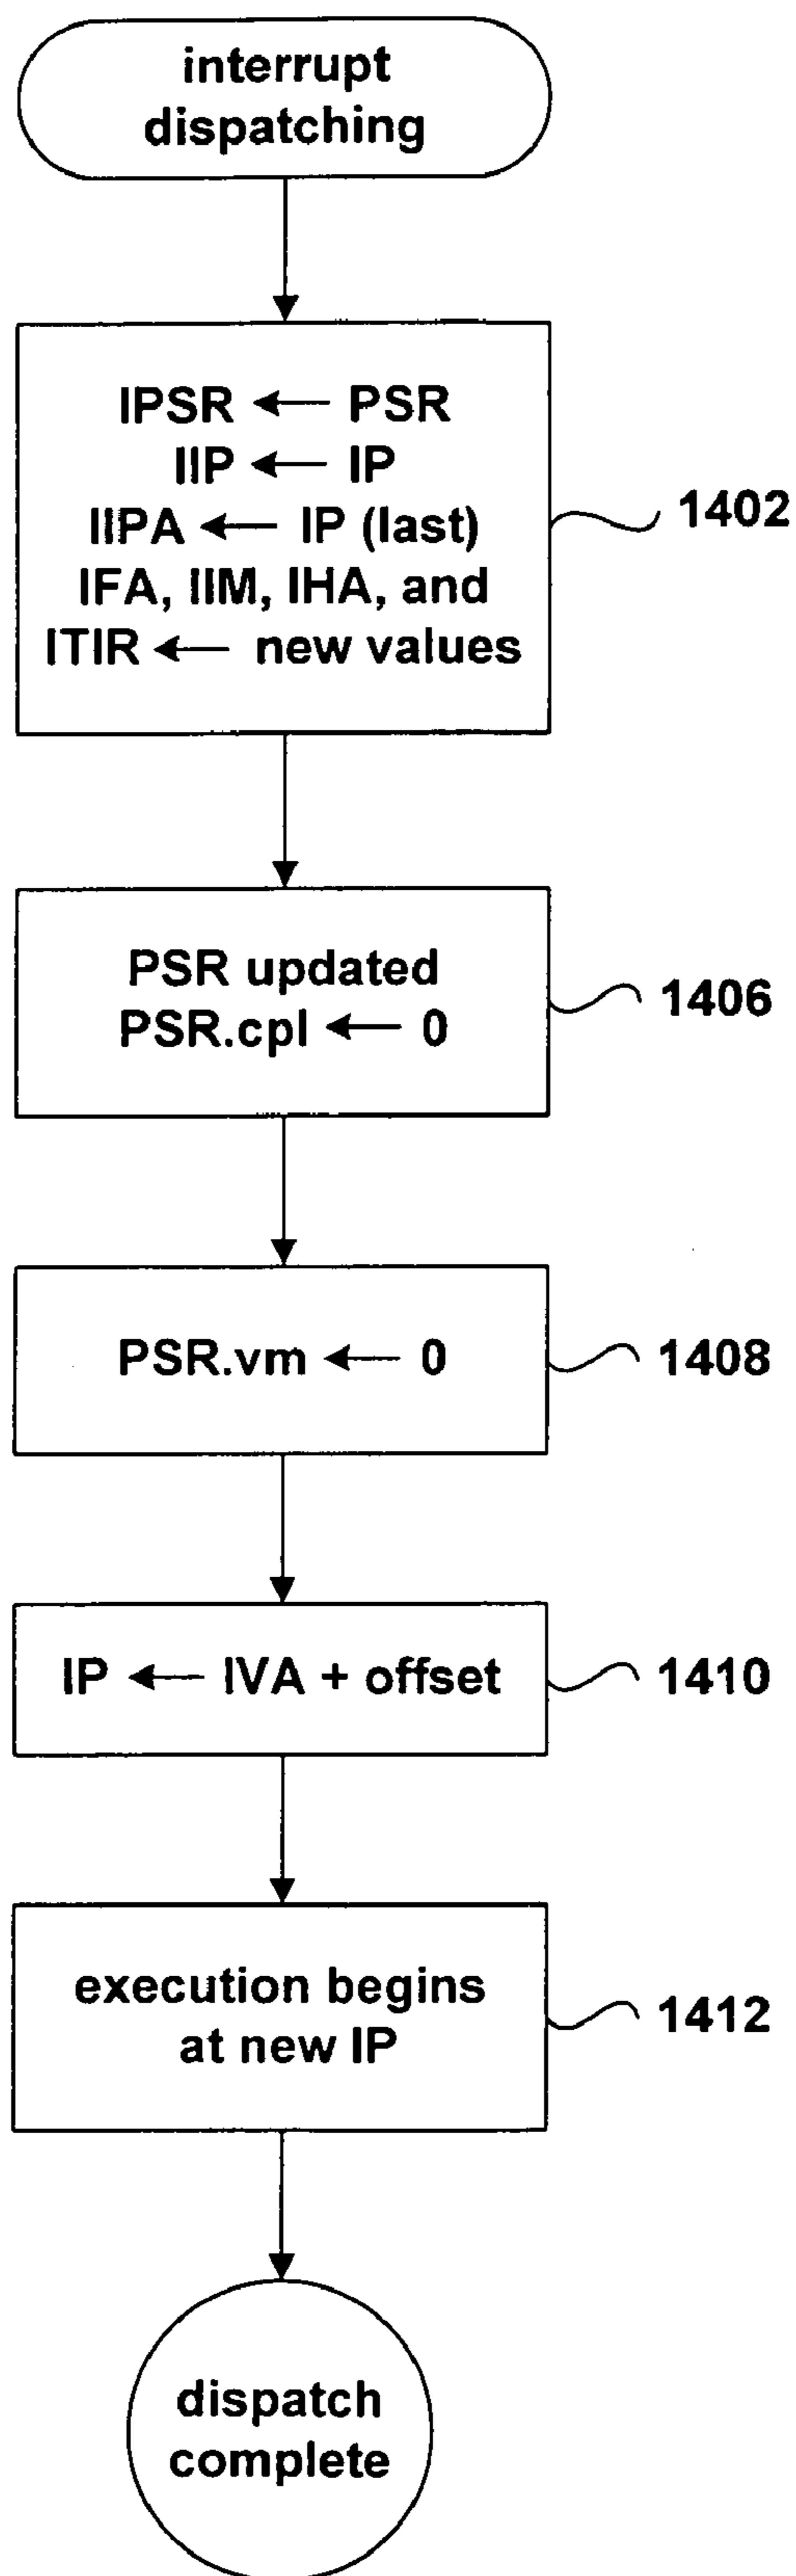 interrupt
dispatching
IPSR ← PSR
IIP ← IP
IIPA ← IP (last)
IFA, IIM, IHA, and
ITIR ← new values
1402
PSR updated
PSR.cpl ← 0
1406
PSR.vm ← 0
1408
IP ← IVA + offset
1410
execution begins
at new IP
1412
dispatch
complete